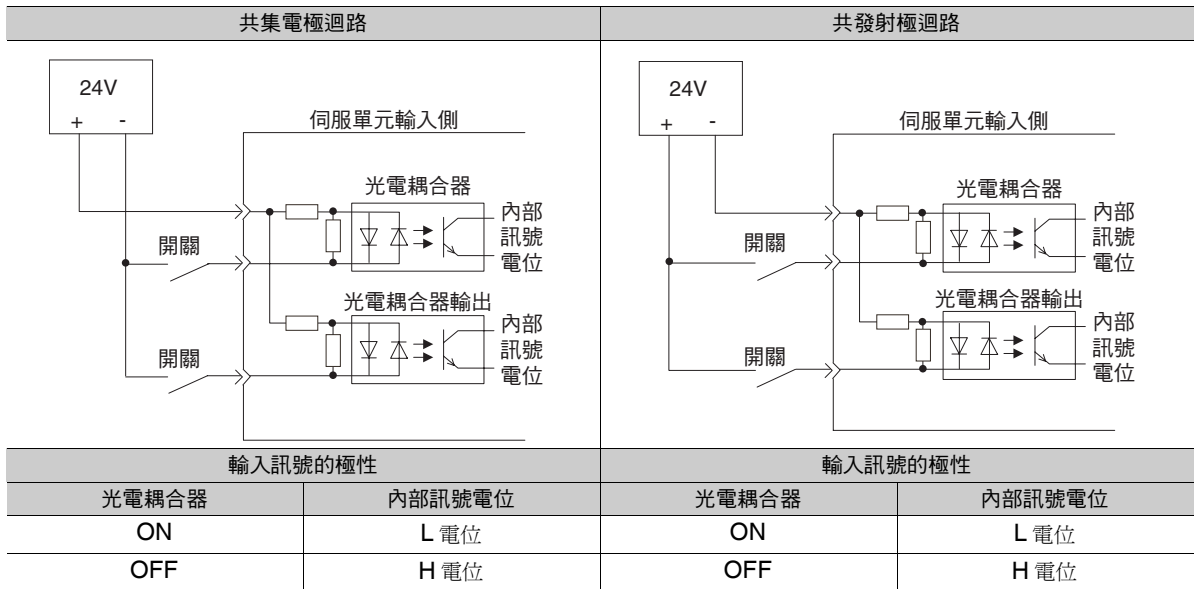 共集電極迴路
共發射極迴路
24V
+ -
伺服單元輸入側
光電耦合器
內部
訊號
電位
開關
光電耦合器輸出
內部
訊號
電位
開關
24V
+ -
伺服單元輸入側
光電耦合器
內部
訊號
電位
開關
光電耦合器輸出
內部
訊號
電位
開關
輸入訊號的極性
輸入訊號的極性
光電耦合器 內部訊號電位 光電耦合器 內部訊號電位
ON L 電位 ON L 電位
OFF H 電位 OFF H 電位